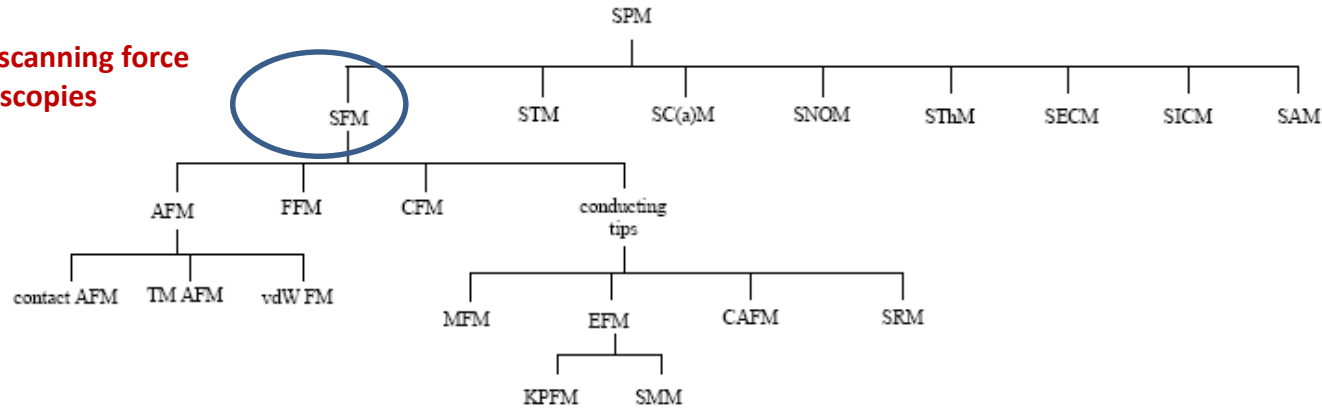 SPM
scanning force
scopies
SFM
STM
SC(a)M
SNOM
SThM
SECM
SICM
SAM
AFM
FFM
CFM
conducting
tips
contact AFM
TM AFM
vdW FM
MFM
EFM
CAFM
SRM
KPFM
SMM